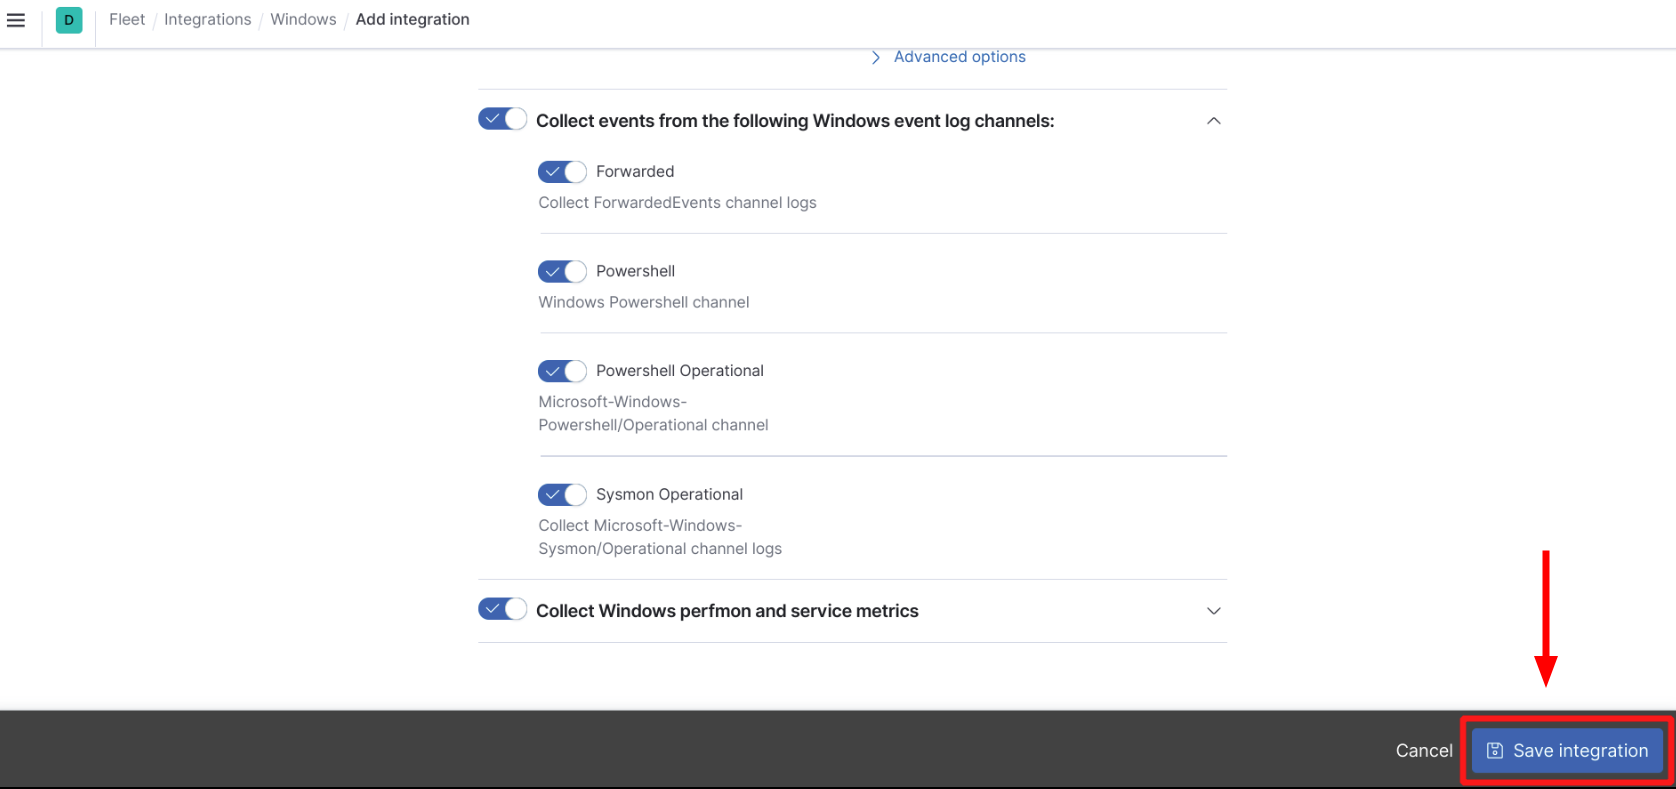 D Fleet / Integrations / Windows / Add integration
Advanced options
Collect events from the following Windows event log channels:
Forwarded
Collect ForwardedEvents channel logs
Powershell
Windows Powershell channel
Powershell Operational
Microsoft-Windows-
Powershell/Operational channel
Sysmon Operational
Collect Microsoft-Windows-
Sysmon/Operational channel logs
Collect Windows perfmon and service metrics
Cancel Save integration